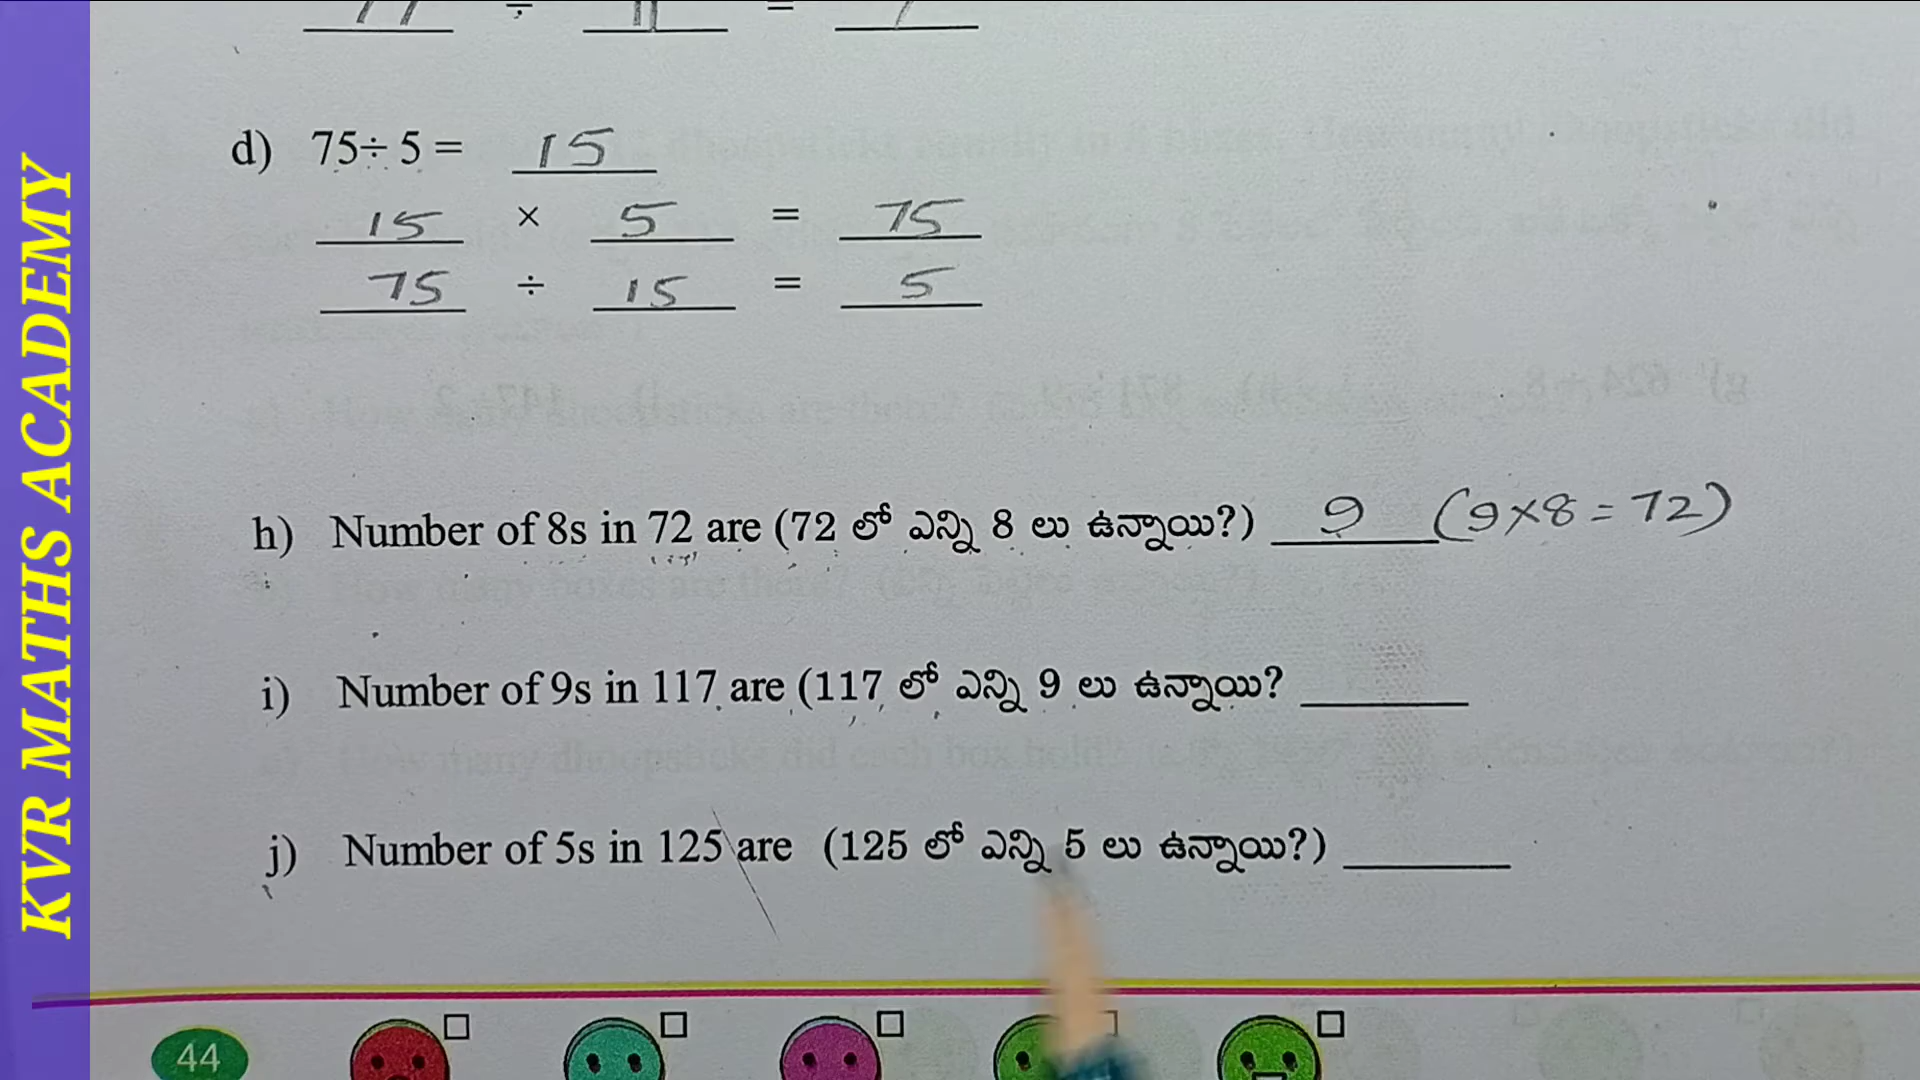 KVR MATHS ACADEMY
÷ =
d) 75÷ 5 = 15
15 × 5 = 75
75 ÷ 15 = 5
h) Number of 8s in 72 are (72 లో ఎన్ని 8 లు ఉన్నాయి?) 9 (9×8=72)
i) Number of 9s in 117 are (117 లో ఎన్ని 9 లు ఉన్నాయి?
j) Number of 5s in 125 are (125 లో ఎన్ని 5 లు ఉన్నాయి?)
44